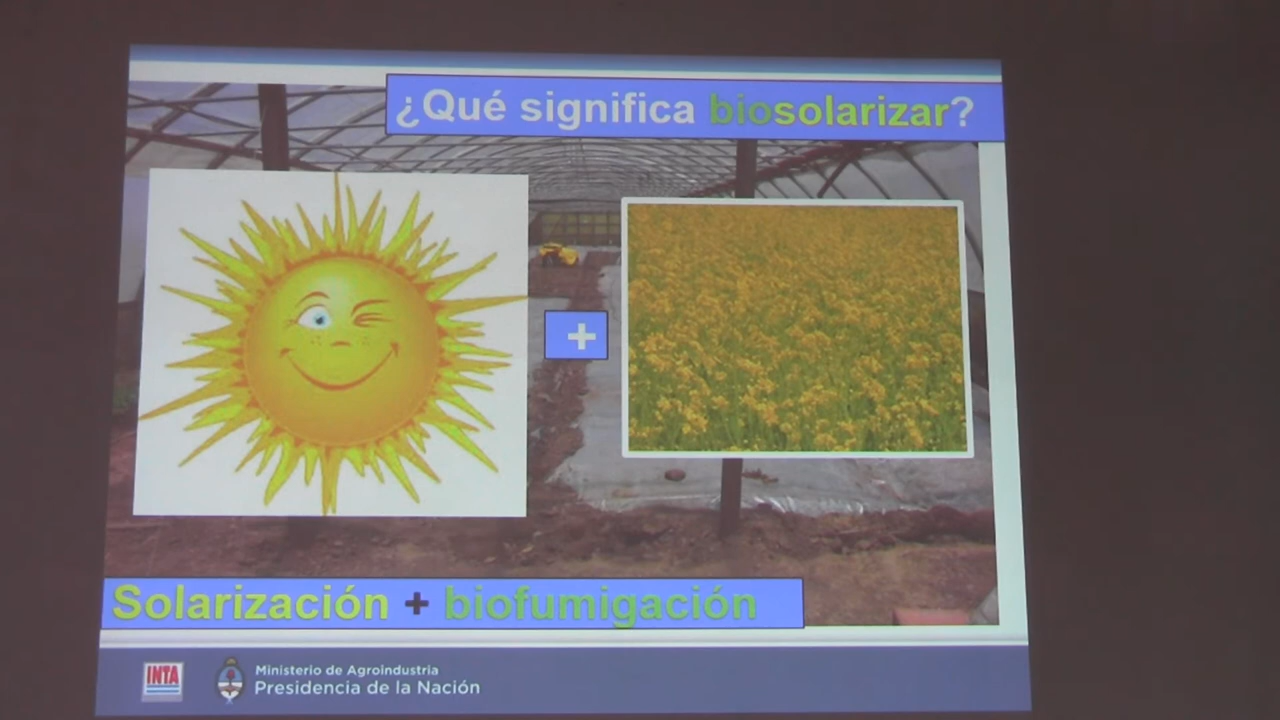 ¿Qué significa biosolarizar?
+
Solarización + biofumigación
INTA
Ministerio de Agroindustria
Presidencia de la Nación